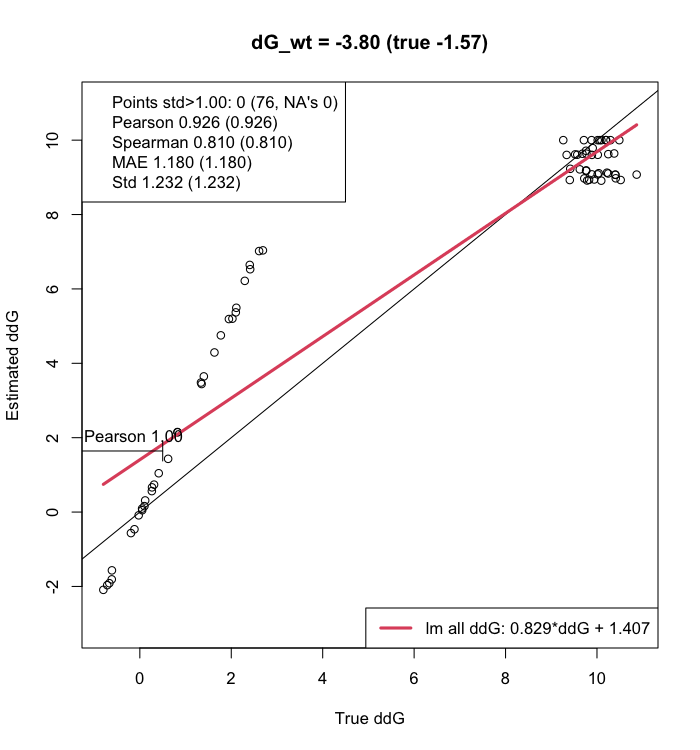 dG_wt = -3.80 (true -1.57)
Points std>1.00: 0 (76, NA's 0)
Pearson 0.926 (0.926)
Spearman 0.810 (0.810)
MAE 1.180 (1.180)
Std 1.232 (1.232)
Estimated ddG
10
8
6
4
2
0
-2
Pearson 1.00
lm all ddG: 0.829*ddG + 1.407
0 2 4 6 8 10
True ddG